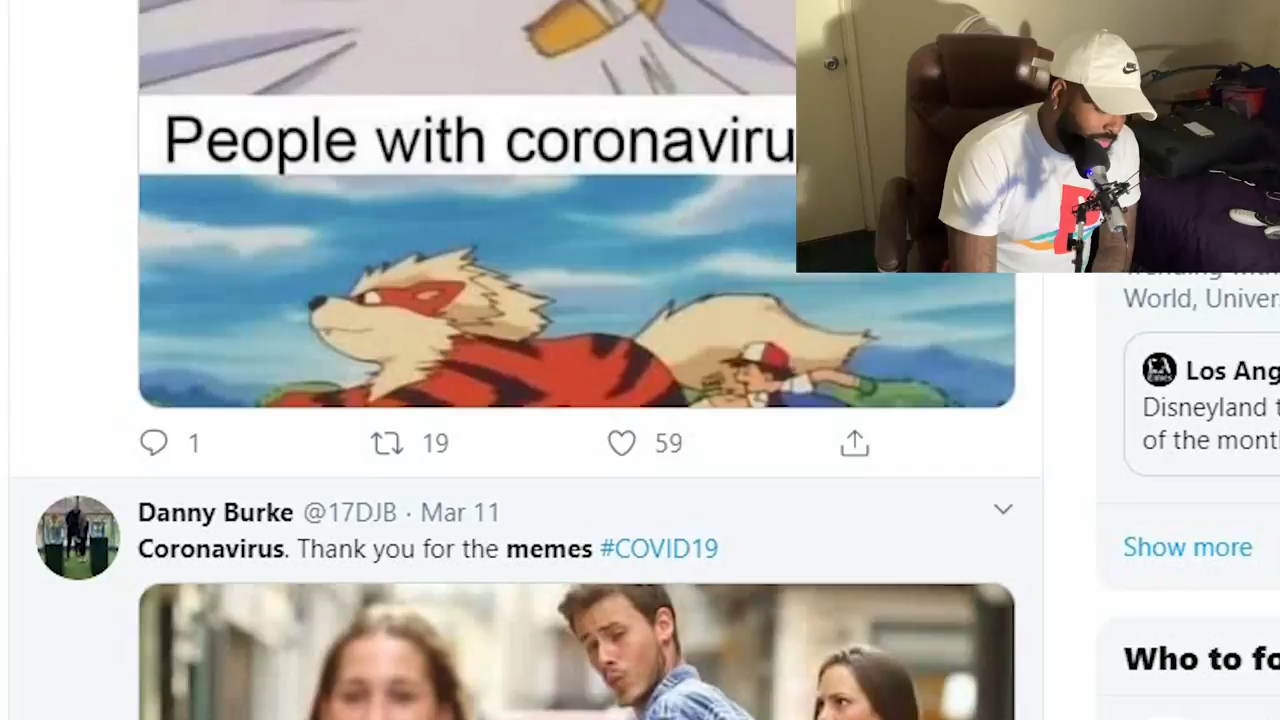 People with coronaviru
1
19
59
Danny Burke @17DJB · Mar 11
Coronavirus. Thank you for the memes #COVID19
World, Univer
Los Ang
Disneyland t
of the mont
Show more
Who to fo